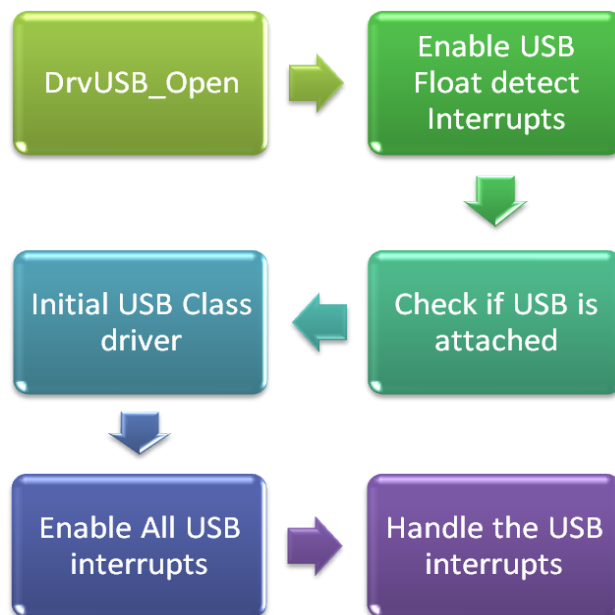 DrvUSB_Open
Enable USB
Float detect
Interrupts
Check if USB is
attached
Initial USB Class
driver
Enable All USB
interrupts
Handle the USB
interrupts